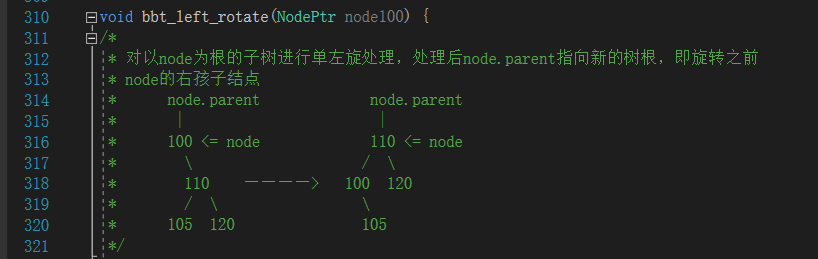 310 void bbt_left_rotate(NodePtr node100) {
311 /*
312 * 对以node为根的子树进行单左旋处理，处理后node.parent指向新的树根，即旋转之前
313 * node的右孩子结点
314 *      node.parent            node.parent
315 *       |                      |
316 *      100 <= node            110 <= node
317 *        \                   /  \
318 *        110   ————>   100  120
319 *        /  \                 \
320 *      105  120               105
321 */